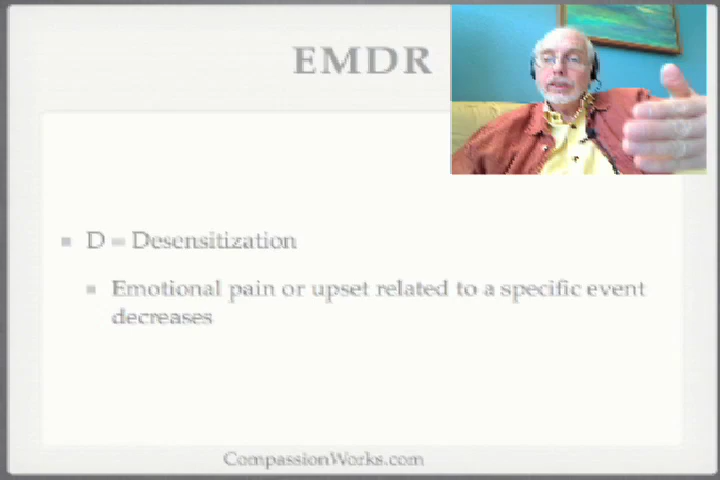 EMDR
D = Desensitization
Emotional pain or upset related to a specific event
decreases
CompassionWorks.com